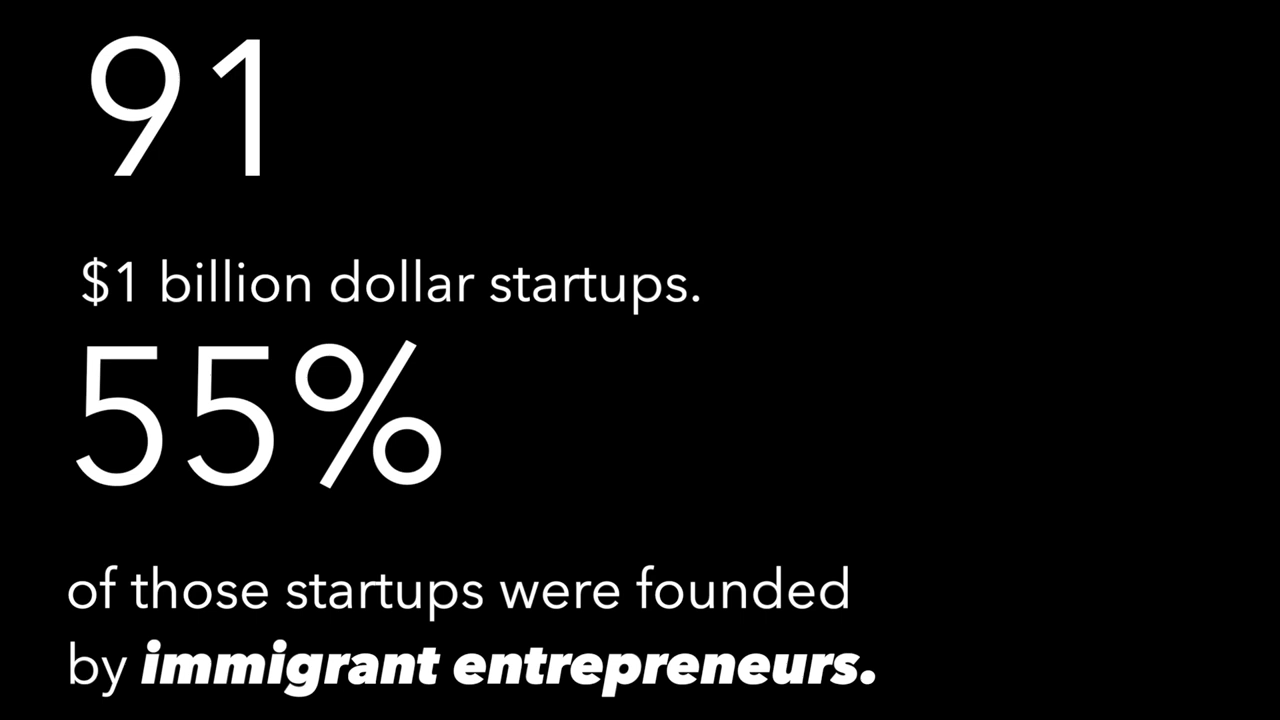 91
$1 billion dollar startups.
55%
of those startups were founded
by immigrant entrepreneurs.